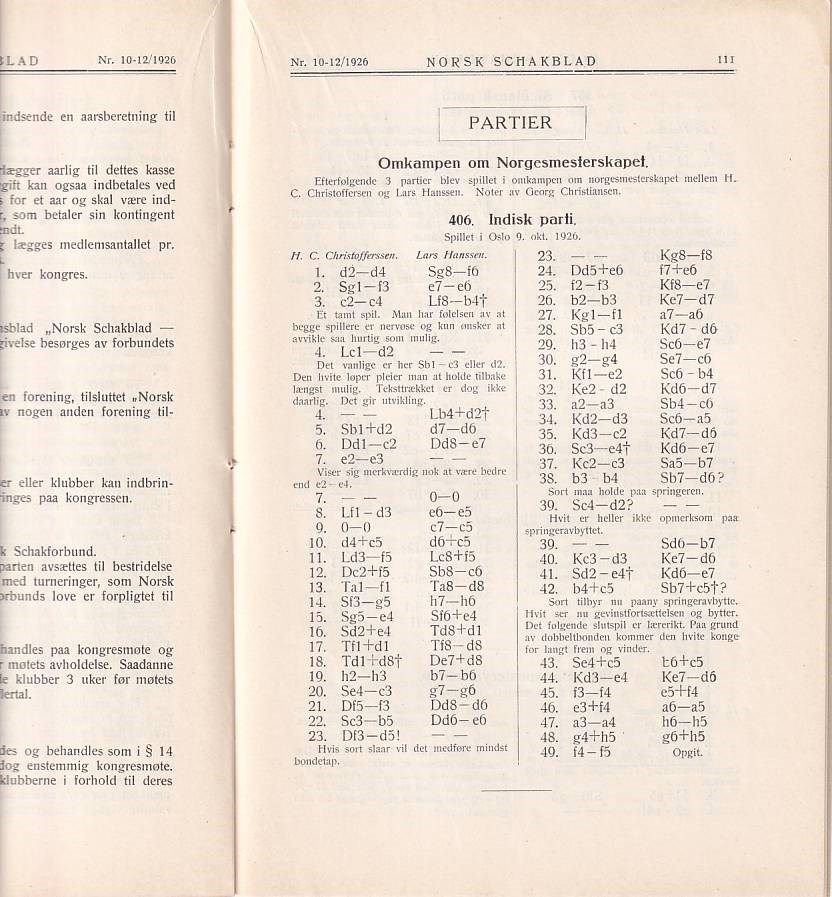 BLAD Nr. 10-12/1926
indsende en aarsberetning til
lægger aarlig til dettes kasse
gift kan ogsaa indbetales ved
for et aar og skal være ind-
som betaler sin kontingent
ndt.
lægges medlemsantallet pr.
hver kongres.
sblad „Norsk Schakblad —
givelse besørges av forbundets
en forening, tilsluttet „Norsk
av nogen anden forening til-
er eller klubber kan indbrin-
inges paa kongressen.
k Schakforbund.
parten avsættes til bestridelse
med turneringer, som Norsk
orbunds love er forpligtet til
handles paa kongresmøte og
møtets avholdelse. Saadanne
le klubber 3 uker før møtets
lertal.
des og behandles som i § 14
dog enstemmig kongresmøte.
klubberne i forhold til deres
Nr. 10-12/1926 NORSK SCHAKBLAD 111
PARTIER
Omkampen om Norgesmesterskapet.
Efterfølgende 3 partier blev spillet i omkampen om norgesmesterskapet mellem H.
C. Christoffersen og Lars Hanssen. Noter av Georg Christiansen.
406. Indisk parti.
Spillet i Oslo 9. okt. 1926.
H. C. Christofferssen. Lars Hanssen.
1. d2—d4 Sg8—f6
2. Sg1—f3 e7—e6
3. c2—c4 Lf8—b4†
Et tamt spil. Man har følelsen av at
begge spillere er nervøse og kun ønsker at
avvikle saa hurtig som mulig.
4. Lc1—d2 — —
Det vanlige er her Sb1—c3 eller d2.
Den hvite løper pleier man at holde tilbake
længst mulig. Teksttrækket er dog ikke
daarlig. Det gir utvikling.
4. — — Lb4+d2†
5. Sb1+d2 d7—d6
6. Dd1—c2 Dd8—e7
7. e2—e3 — —
Viser sig merkværdig nok at være bedre
end e2—e4.
7. — — 0—0
8. Lf1—d3 e6—e5
9. 0—0 c7—c5
10. d4+c5 d6+c5
11. Ld3—f5 Lc8+f5
12. Dc2+f5 Sb8—c6
13. Ta1—f1 Ta8—d8
14. Sf3—g5 h7—h6
15. Sg5—e4 Sf6+e4
16. Sd2+e4 Td8+d1
17. Tf1+d1 Tf8—d8
18. Td1+d8† De7+d8
19. h2—h3 b7—b6
20. Se4—c3 g7—g6
21. Df5—f3 Dd8—d6
22. Sc3—b5 Dd6—e6
23. Df3—d5! — —
Hvis sort slaar vil det medføre mindst
bondetap.
23. — — Kg8—f8
24. Dd5+e6 f7+e6
25. f2—f3 Kf8—e7
26. b2—b3 Ke7—d7
27. Kg1—f1 a7—a6
28. Sb5—c3 Kd7—d6
29. h3—h4 Sc6—e7
30. g2—g4 Se7—c6
31. Kf1—e2 Sc6—b4
32. Ke2—d2 Kd6—d7
33. a2—a3 Sb4—c6
34. Kd2—d3 Sc6—a5
35. Kd3—c2 Kd7—d6
36. Sc3—e4† Kd6—e7
37. Kc2—c3 Sa5—b7
38. b3—b4 Sb7—d6?
Sort maa holde paa springeren.
39. Sc4—d2? — —
Hvit er heller ikke opmerksom paa
springeravbyttet.
39. — — Sd6—b7
40. Kc3—d3 Ke7—d6
41. Sd2—e4† Kd6—e7
42. b4+c5 Sb7+c5†?
Sort tilbyr nu paany springeravbytte.
Hvit ser nu gevinstfortsættelsen og bytter.
Det følgende slutspil er lærerikt. Paa grund
av dobbeltbonden kommer den hvite konge
for langt frem og vinder.
43. Se4+c5 b6+c5
44. Kd3—e4 Ke7—d6
45. f3—f4 e5+f4
46. e3+f4 a6—a5
47. a3—a4 h6—h5
48. g4+h5 g6+h5
49. f4—f5 Opgit.